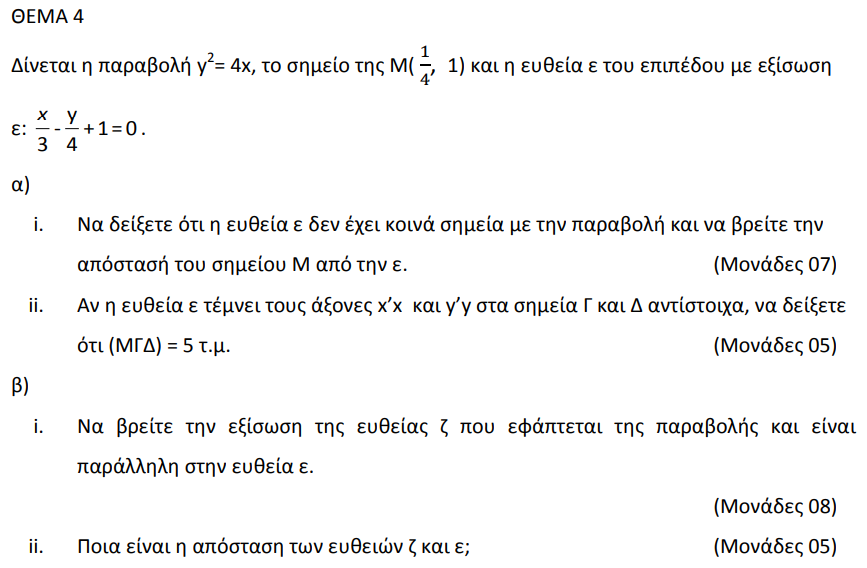 ΘΕΜΑ 4
Δίνεται η παραβολή y²= 4x, το σημείο της Μ( 1/4, 1) και η ευθεία ε του επιπέδου με εξίσωση
ε: x/3 - y/4 + 1 = 0 .
α)
i. Να δείξετε ότι η ευθεία ε δεν έχει κοινά σημεία με την παραβολή και να βρείτε την
απόστασή του σημείου Μ από την ε. (Μονάδες 07)
ii. Αν η ευθεία ε τέμνει τους άξονες x’x και y’y στα σημεία Γ και Δ αντίστοιχα, να δείξετε
ότι (ΜΓΔ) = 5 τ.μ. (Μονάδες 05)
β)
i. Να βρείτε την εξίσωση της ευθείας ζ που εφάπτεται της παραβολής και είναι
παράλληλη στην ευθεία ε.
(Μονάδες 08)
ii. Ποια είναι η απόσταση των ευθειών ζ και ε; (Μονάδες 05)